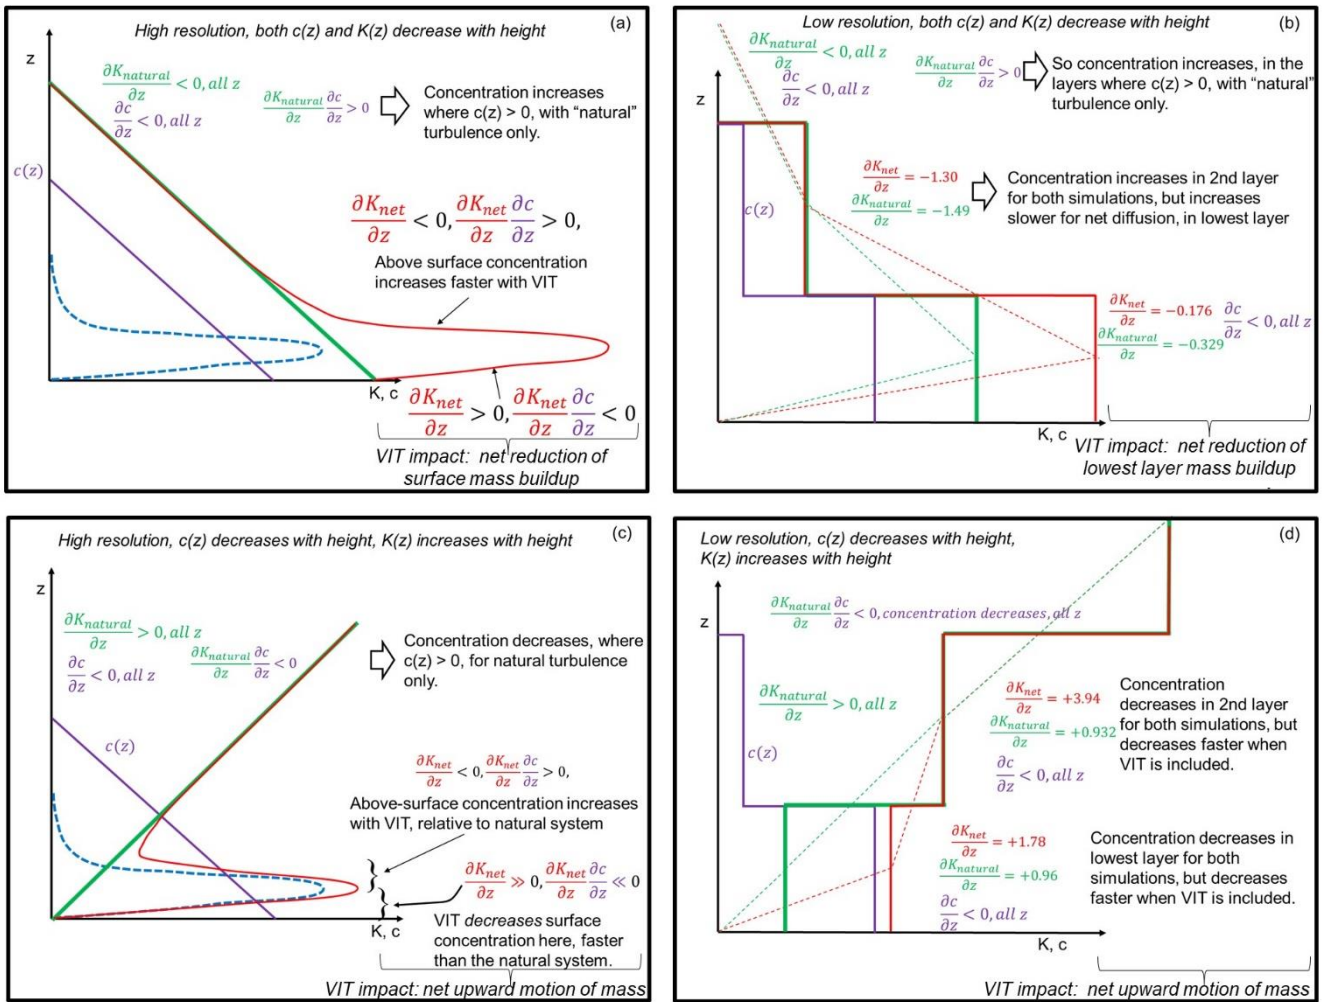 High resolution, both c(z) and K(z) decrease with height
(a)
z
∂K_natural/∂z < 0, all z
∂c/∂z < 0, all z
∂K_natural/∂z ∂c/∂z > 0
Concentration increases
where c(z) > 0, with “natural”
turbulence only.
c(z)
∂K_net/∂z < 0, ∂K_net/∂z ∂c/∂z > 0,
Above surface concentration
increases faster with VIT
K, c
∂K_net/∂z > 0, ∂K_net/∂z ∂c/∂z < 0
VIT impact: net reduction of
surface mass buildup
Low resolution, both c(z) and K(z) decrease with height
(b)
z
∂K_natural/∂z < 0, all z
∂c/∂z < 0, all z
∂K_natural/∂z ∂c/∂z > 0
So concentration increases, in the
layers where c(z) > 0, with “natural”
turbulence only.
c(z)
∂K_net/∂z = −1.30
∂K_natural/∂z = −1.49
Concentration increases in 2nd layer
for both simulations, but increases
slower for net diffusion, in lowest layer
∂K_net/∂z = −0.176
∂K_natural/∂z = −0.329
∂c/∂z < 0, all z
K, c
VIT impact: net reduction of
lowest layer mass buildup
High resolution, c(z) decreases with height, K(z) increases with height
(c)
z
∂K_natural/∂z > 0, all z
∂c/∂z < 0, all z
∂K_natural/∂z ∂c/∂z < 0
Concentration decreases, where
c(z) > 0, for natural turbulence
only.
c(z)
∂K_net/∂z < 0, ∂K_net/∂z ∂c/∂z > 0,
Above-surface concentration increases
with VIT, relative to natural system
∂K_net/∂z ≫ 0, ∂K_net/∂z ∂c/∂z ≪ 0
K, c
VIT decreases surface
concentration here, faster
than the natural system.
VIT impact: net upward motion of mass
Low resolution, c(z) decreases with height,
K(z) increases with height
(d)
z
∂K_natural/∂z ∂c/∂z < 0, concentration decreases, all z
∂K_natural/∂z > 0, all z
c(z)
∂K_net/∂z = +3.94
∂K_natural/∂z = +0.932
∂c/∂z < 0, all z
Concentration
decreases in 2nd layer
for both simulations, but
decreases faster when
VIT is included.
∂K_net/∂z = +1.78
∂K_natural/∂z = +0.96
∂c/∂z < 0, all z
Concentration decreases in
lowest layer for both
simulations, but decreases
faster when VIT is included.
K, c
VIT impact: net upward motion of mass